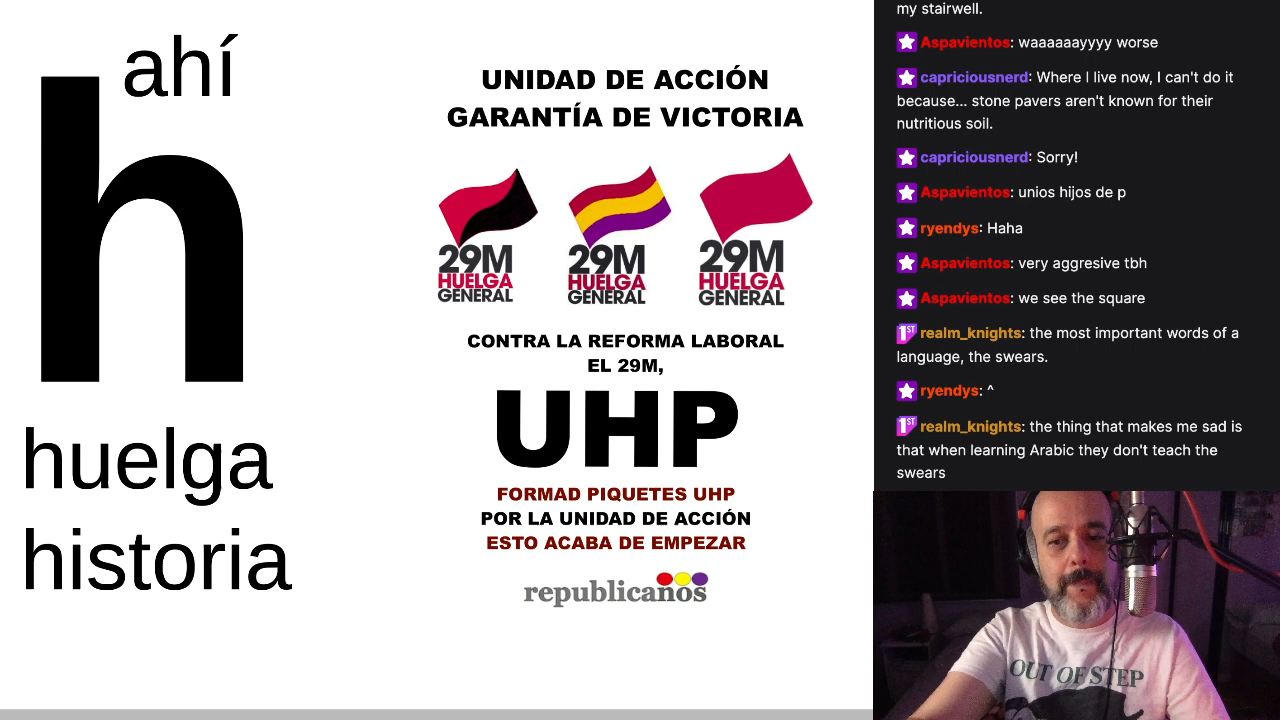 ahí
h
huelga
historia
UNIDAD DE ACCIÓN
GARANTÍA DE VICTORIA
29M
HUELGA
GENERAL
29M
HUELGA
GENERAL
29M
HUELGA
GENERAL
CONTRA LA REFORMA LABORAL
EL 29M,
UHP
FORMAD PIQUETES UHP
POR LA UNIDAD DE ACCIÓN
ESTO ACABA DE EMPEZAR
republicanos
my stairwell.
Aspavientos: waaaaaayyyy worse
capriciousnerd: Where I live now, I can't do it
because... stone pavers aren't known for their
nutritious soil.
capriciousnerd: Sorry!
Aspavientos: unios hijos de p
ryendys: Haha
Aspavientos: very aggresive tbh
Aspavientos: we see the square
1ST realm_knights: the most important words of a
language, the swears.
ryendys: ^
1ST realm_knights: the thing that makes me sad is
that when learning Arabic they don't teach the
swears
OUT OF STEP